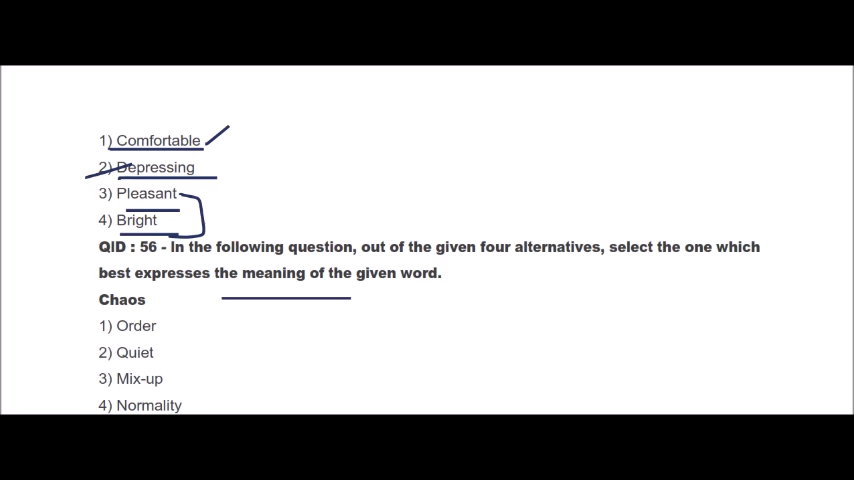 1) Comfortable
2) Depressing
3) Pleasant
4) Bright
QID : 56 - In the following question, out of the given four alternatives, select the one which
best expresses the meaning of the given word.
Chaos
1) Order
2) Quiet
3) Mix-up
4) Normality